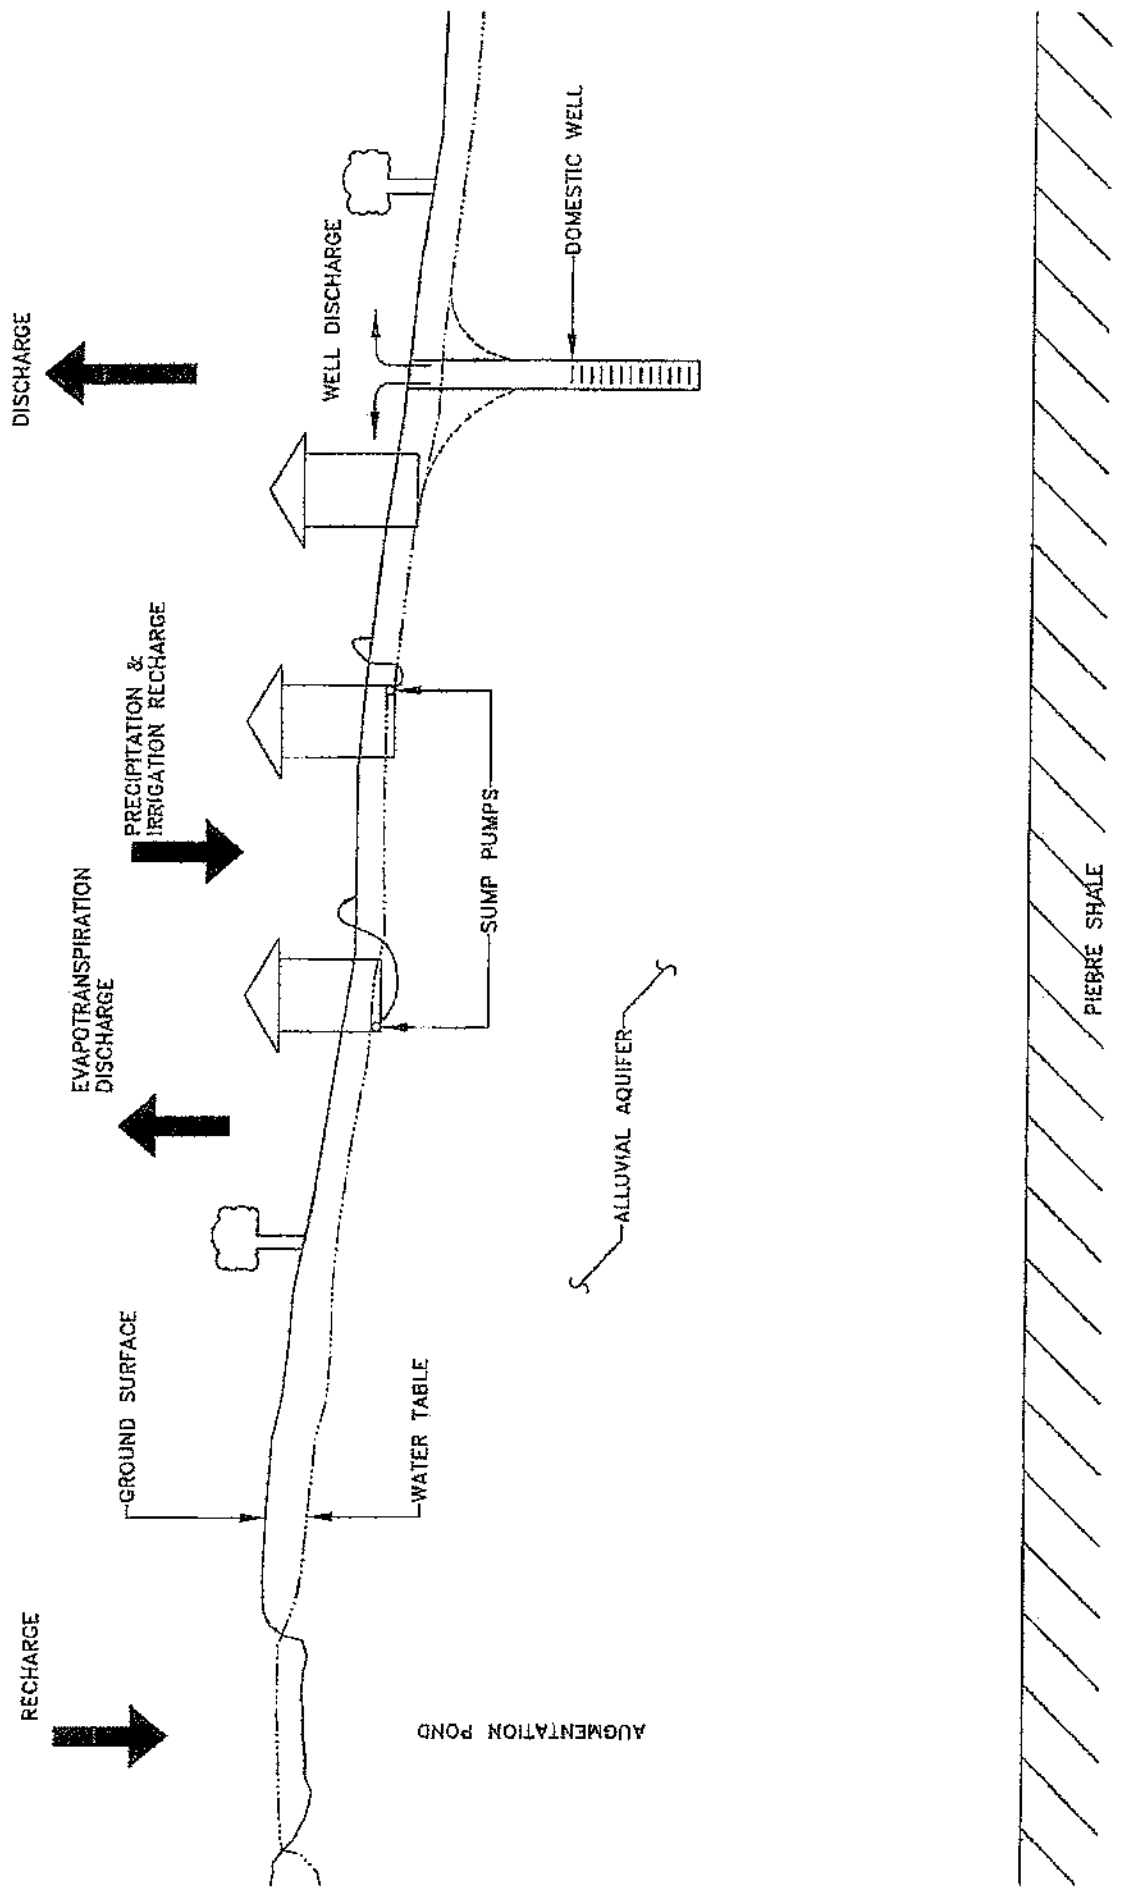 RECHARGE
GROUND SURFACE
WATER TABLE
AUGMENTATION POND
EVAPOTRANSPIRATION
DISCHARGE
PRECIPITATION &
IRRIGATION RECHARGE
SUMP PUMPS
ALLUVIAL AQUIFER
DISCHARGE
WELL DISCHARGE
DOMESTIC WELL
PIERRE SHALE